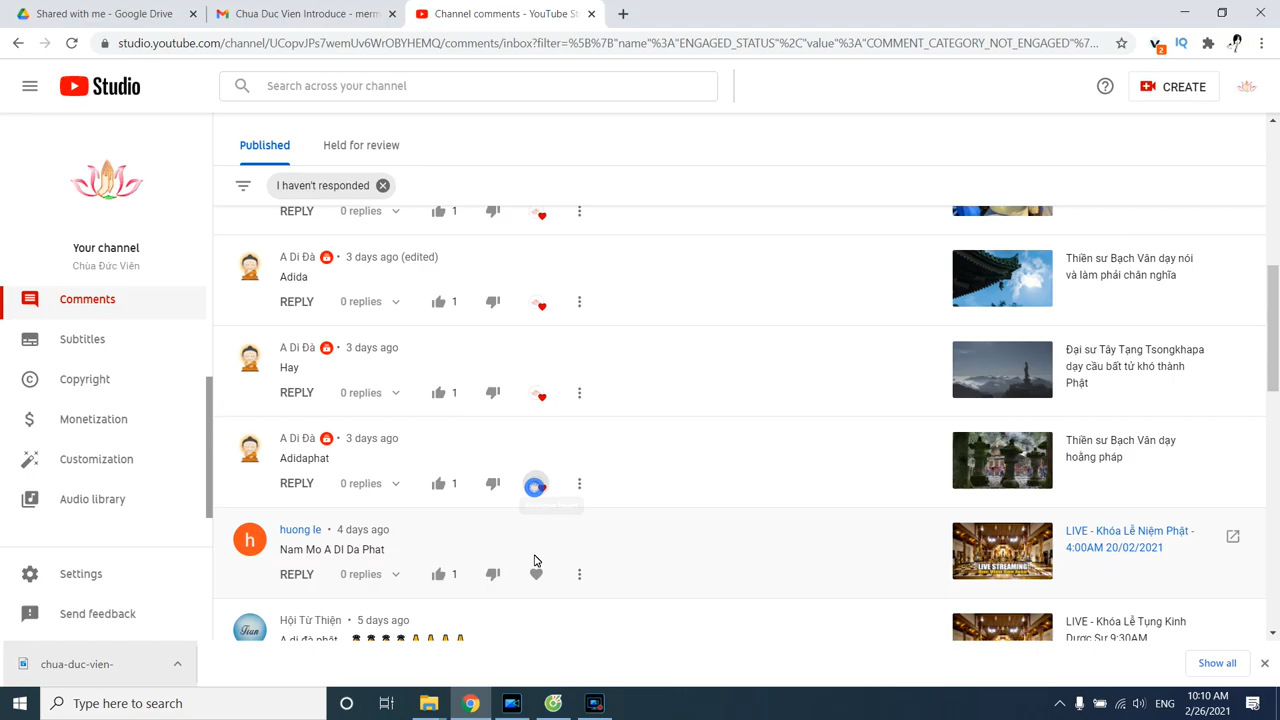 Shared with me - Google Drive
Chua Duc Vien Introduce - merm
Channel comments - YouTube St
studio.youtube.com/channel/UCopvJPs7wemUv6WrOBYHEMQ/comments/inbox?filter=%5B%7B"name"%3A"ENGAGED_STATUS"%2C"value"%3A"COMMENT_CATEGORY_NOT_ENGAGED"%7...
2
IQ
Studio
Search across your channel
CREATE
Published
Held for review
I haven't responded
Your channel
Chùa Đức Viên
Comments
Subtitles
Copyright
Monetization
Customization
Audio library
Settings
Send feedback
REPLY 0 replies 1
A Di Đà • 3 days ago (edited)
Adida
REPLY 0 replies 1
Thiền sư Bạch Vân dạy nói
và làm phải chân nghĩa
A Di Đà • 3 days ago
Hay
REPLY 0 replies 1
Đại sư Tây Tạng Tsongkhapa
dạy cầu bất tử khó thành
Phật
A Di Đà • 3 days ago
Adidaphat
REPLY 0 replies 1
Thiền sư Bạch Vân dạy
hoằng pháp
h
huong le • 4 days ago
Nam Mo A DI Da Phat
REPLY 0 replies 1
LIVE STREAMING
LIVE - Khóa Lễ Niệm Phật -
4:00AM 20/02/2021
Tian
Hội Từ Thiện • 5 days ago
A di đà phật
LIVE - Khóa Lễ Tụng Kinh
Dược Sư 9:30AM
chua-duc-vien-
Show all
Type here to search
ENG
10:10 AM
2/26/2021